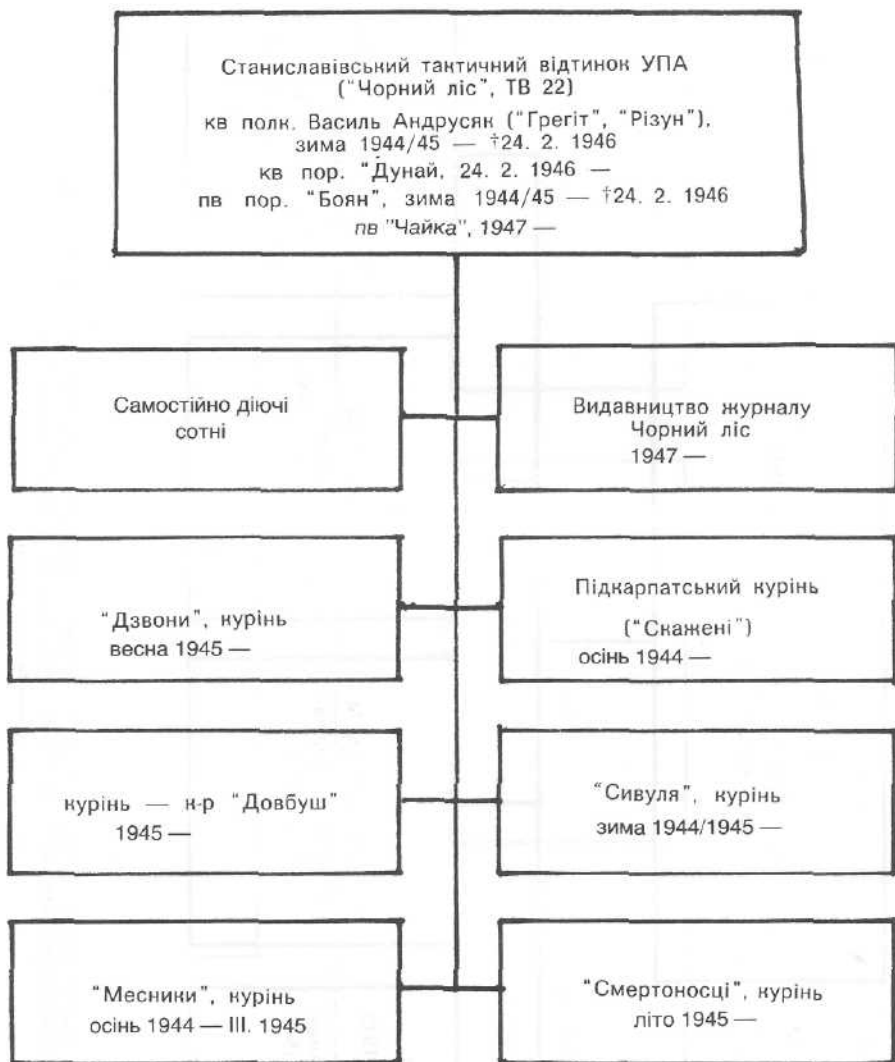 Станиславівський тактичний відтинок УПА
("Чорний ліс", ТВ 22)
кв полк. Василь Андрусяк ("Грегіт", "Різун"),
зима 1944/45 — †24. 2. 1946
кв пор. "Дунай, 24. 2. 1946 —
пв пор. "Боян", зима 1944/45 — †24. 2. 1946
пв "Чайка", 1947 —
Самостійно діючі
сотні
Видавництво журналу
Чорний ліс
1947 —
"Дзвони", курінь
весна 1945 —
Підкарпатський курінь
("Скажені")
осінь 1944 —
курінь — к-р "Довбуш"
1945 —
"Сивуля", курінь
зима 1944/1945 —
"Месники", курінь
осінь 1944 — III. 1945
"Смертоносці", курінь
літо 1945 —